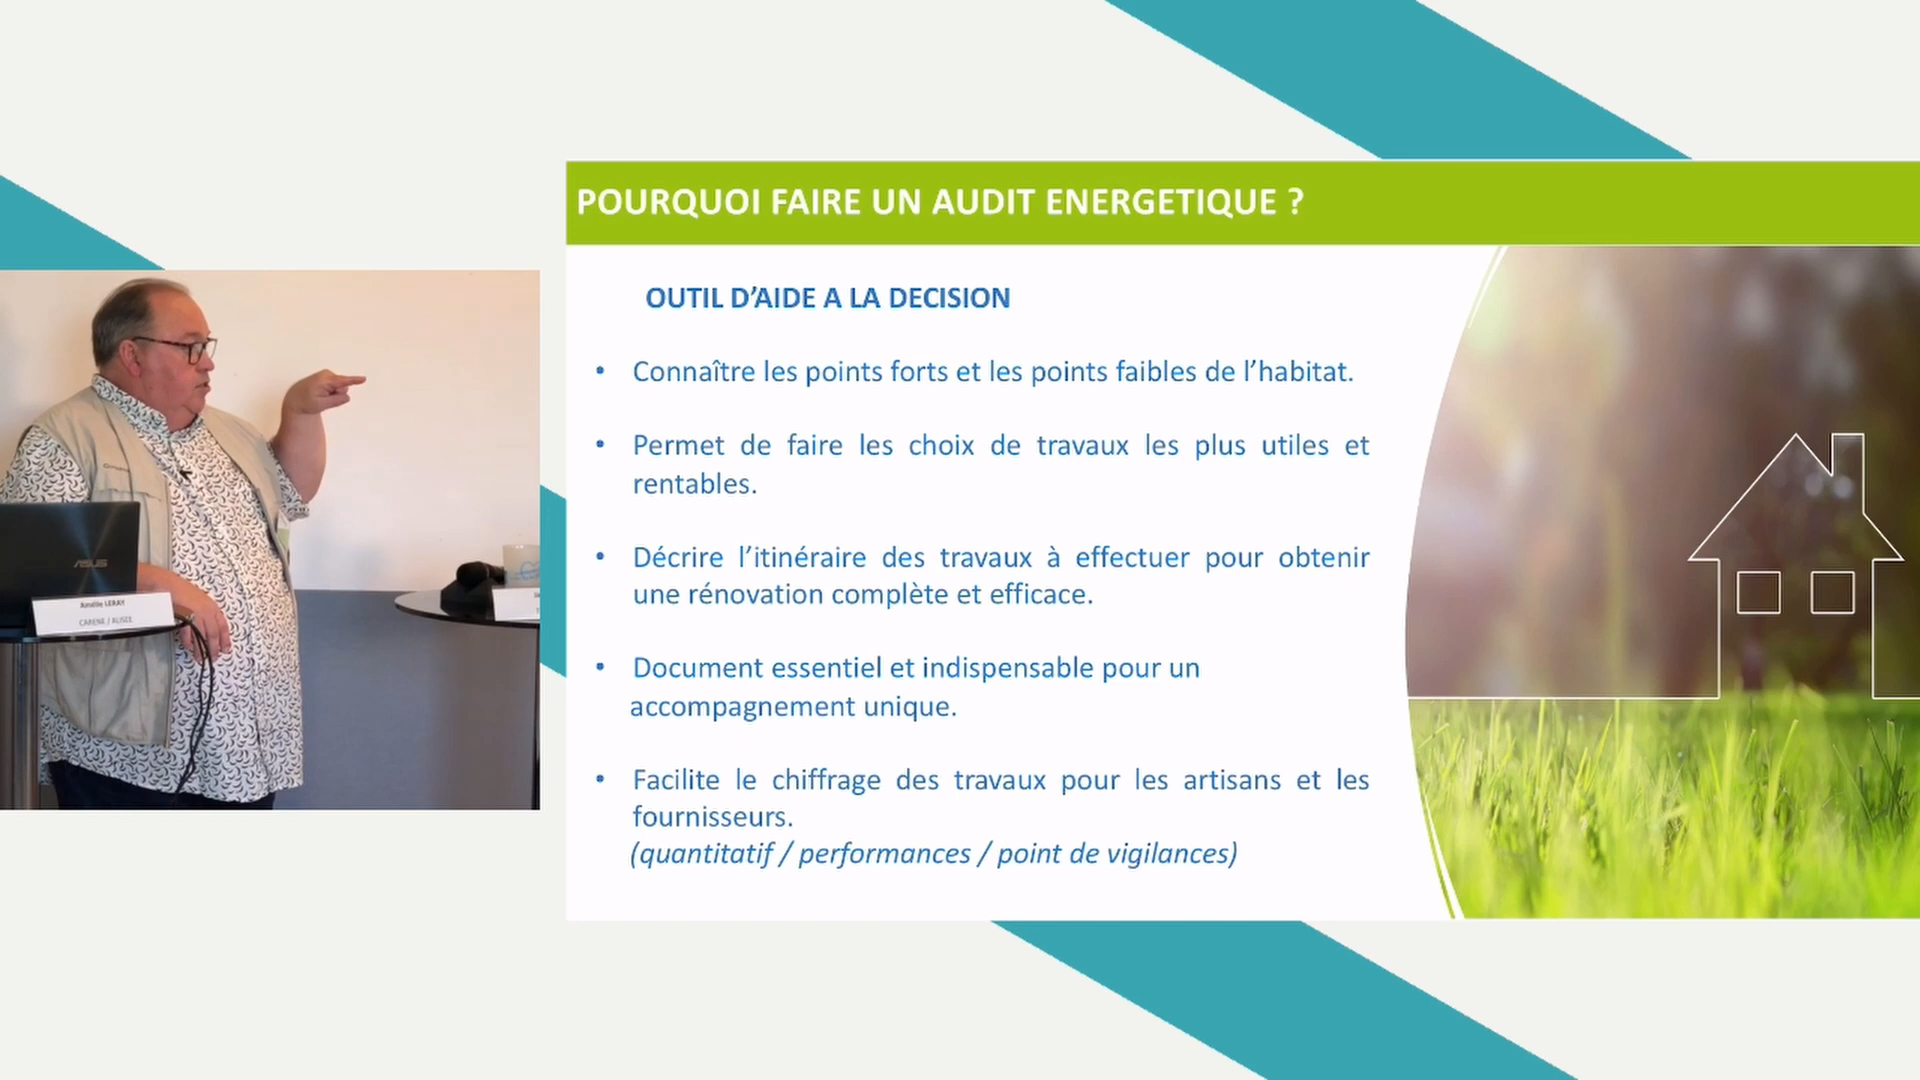 POURQUOI FAIRE UN AUDIT ENERGETIQUE ?
OUTIL D’AIDE A LA DECISION
• Connaître les points forts et les points faibles de l’habitat.
• Permet de faire les choix de travaux les plus utiles et
rentables.
• Décrire l’itinéraire des travaux à effectuer pour obtenir
une rénovation complète et efficace.
• Document essentiel et indispensable pour un
accompagnement unique.
• Facilite le chiffrage des travaux pour les artisans et les
fournisseurs.
(quantitatif / performances / point de vigilances)
ASUS
Amélie LERAY
CARENE / ALISEE